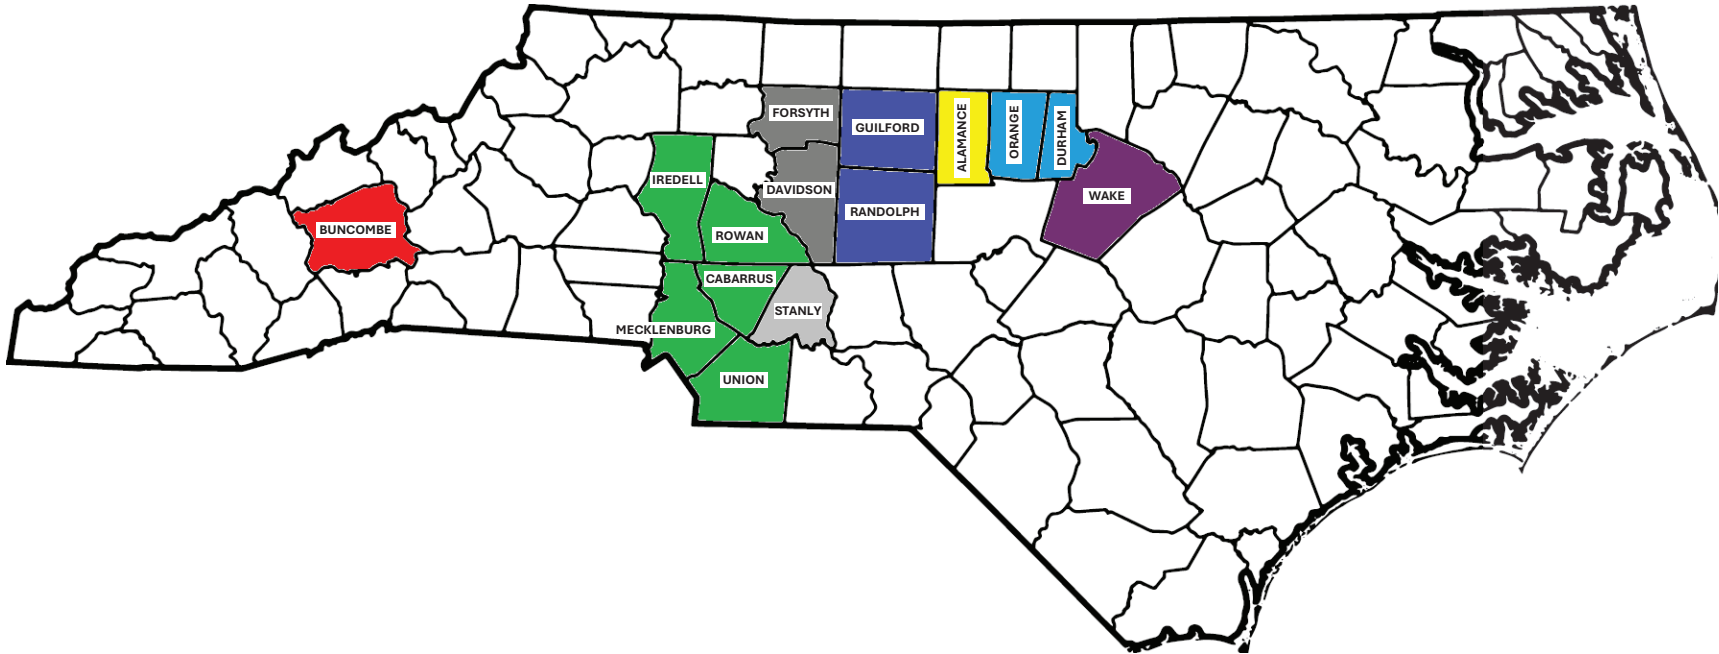 FORSYTH
GUILFORD
ALAMANCE
ORANGE
DURHAM
IREDELL
DAVIDSON
WAKE
RANDOLPH
BUNCOMBE
ROWAN
CABARRUS
STANLY
MECKLENBURG
UNION